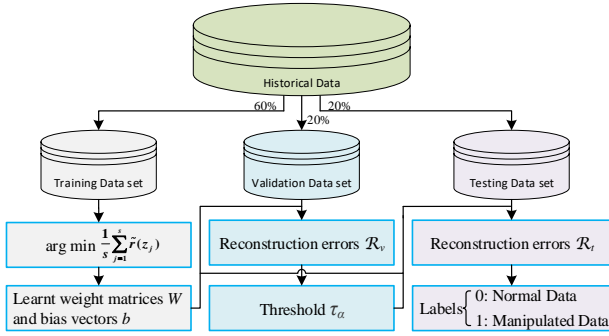 Historical Data
60%
20%
20%
Training Data set
Validation Data set
Testing Data set
arg min 1/s ∑_{j=1}^{s} r̃(z_j)
Reconstruction errors ℛ_v
Reconstruction errors ℛ_t
Learnt weight matrices W
and bias vectors b
Threshold τ_α
Labels { 0: Normal Data
1: Manipulated Data